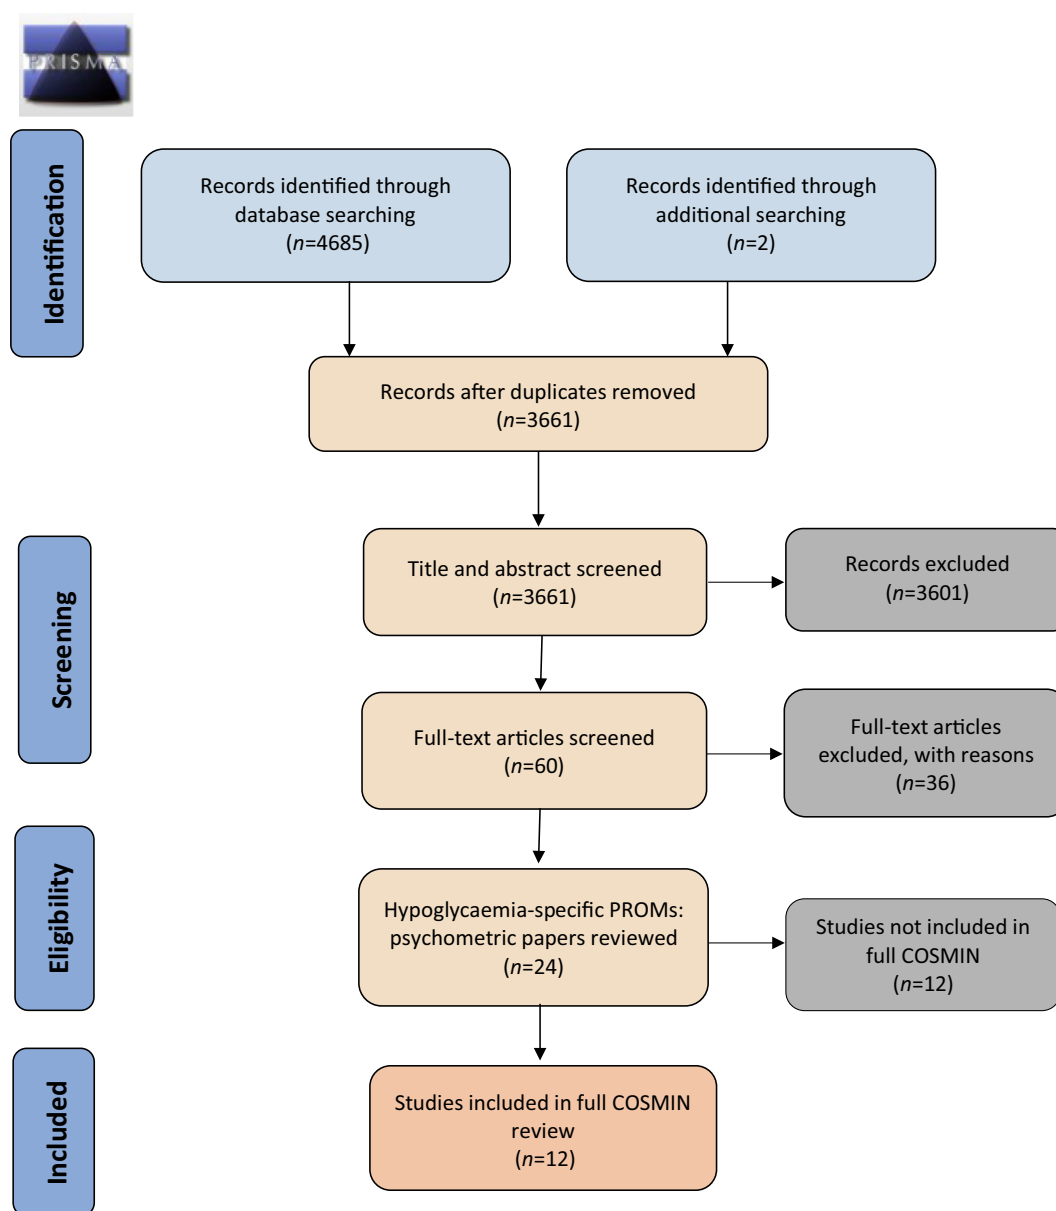 PRISMA
Identification
Records identified through
database searching
(n=4685)
Records identified through
additional searching
(n=2)
Records after duplicates removed
(n=3661)
Screening
Title and abstract screened
(n=3661)
Records excluded
(n=3601)
Full-text articles screened
(n=60)
Full-text articles
excluded, with reasons
(n=36)
Eligibility
Hypoglycaemia-specific PROMs:
psychometric papers reviewed
(n=24)
Studies not included in
full COSMIN
(n=12)
Included
Studies included in full COSMIN
review
(n=12)